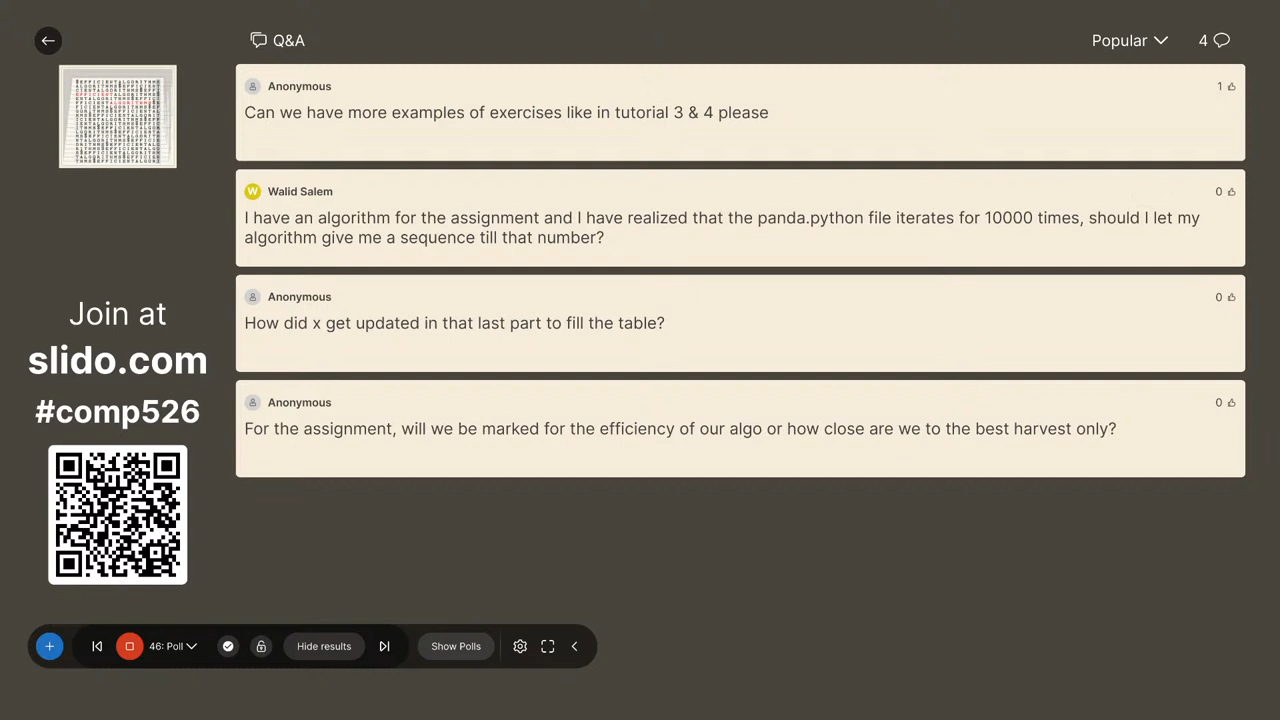 Q&A
Popular
4
Anonymous
1
Can we have more examples of exercises like in tutorial 3 & 4 please
W
Walid Salem
0
I have an algorithm for the assignment and I have realized that the panda.python file iterates for 10000 times, should I let my
algorithm give me a sequence till that number?
Anonymous
0
How did x get updated in that last part to fill the table?
Anonymous
0
For the assignment, will we be marked for the efficiency of our algo or how close are we to the best harvest only?
Join at
slido.com
#comp526
46: Poll
Hide results
Show Polls